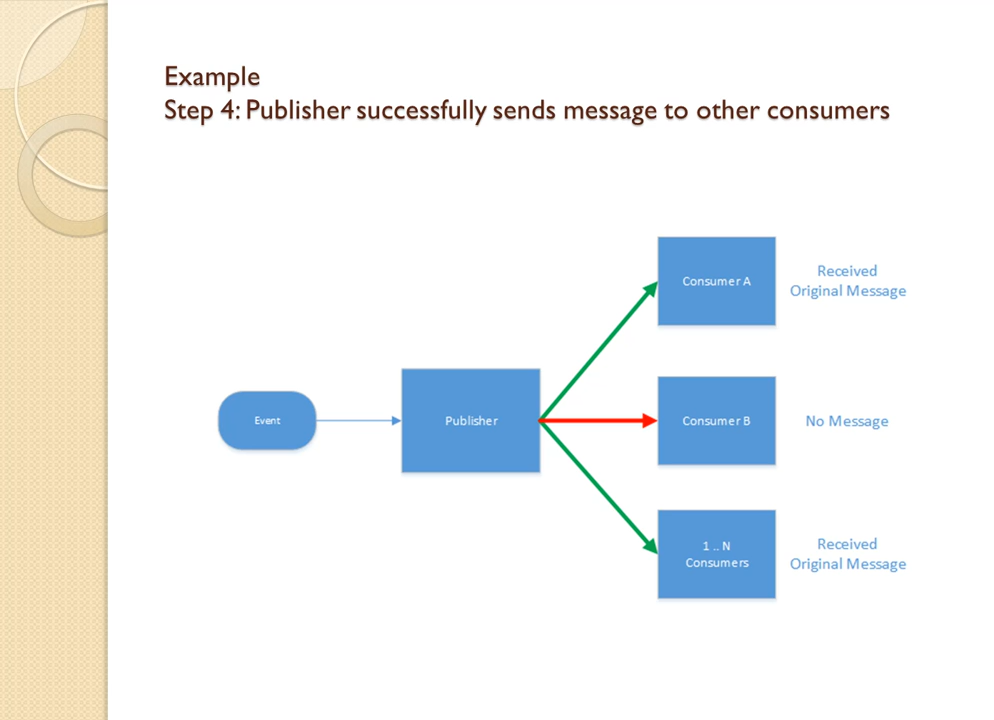 Example
Step 4: Publisher successfully sends message to other consumers
Consumer A
Received
Original Message
Event
Publisher
Consumer B
No Message
1 .. N
Consumers
Received
Original Message